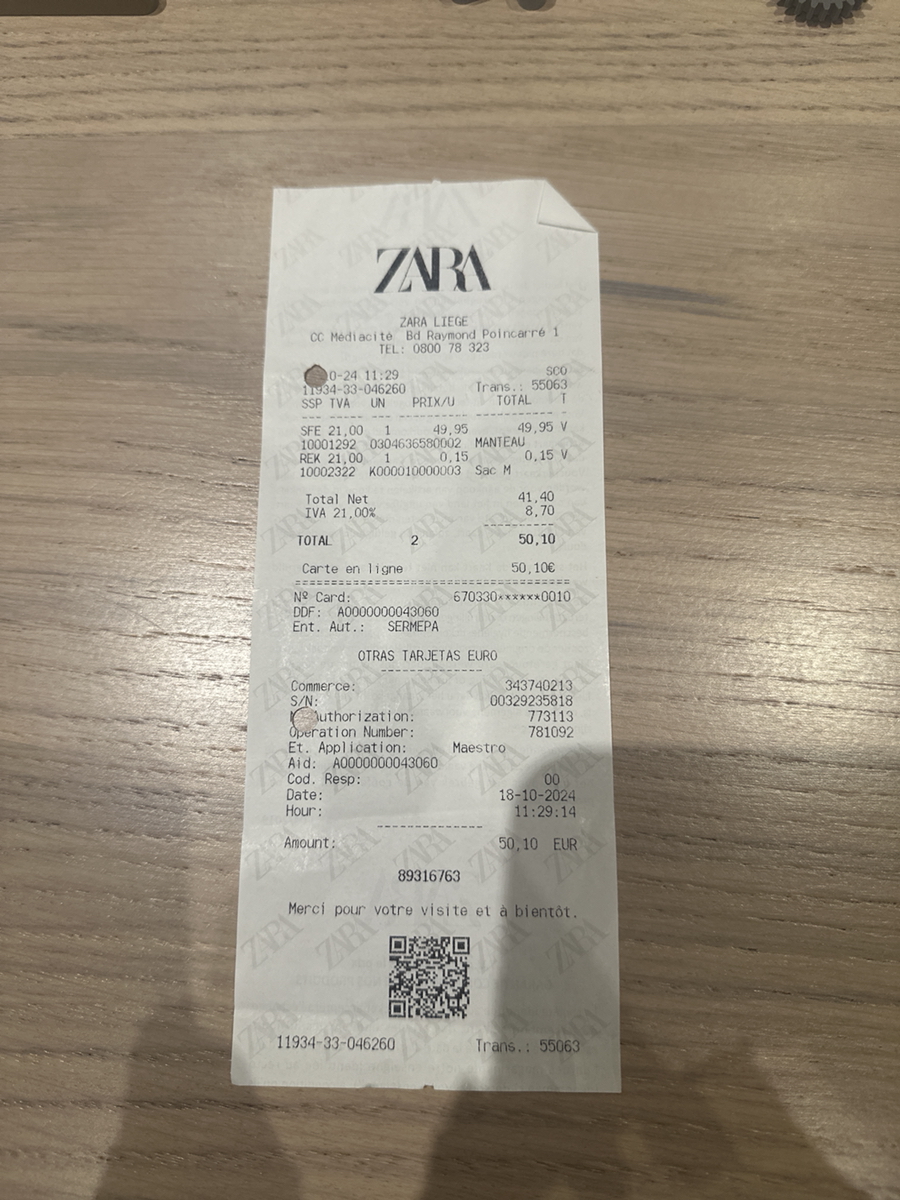 ZARA
ZARA LIEGE
CC Médiacité Bd Raymond Poincarré 1
TEL: 0800 78 323
0-24 11:29 SCO
11934-33-046260 Trans.: 55063
SSP TVA UN PRIX/U TOTAL T
SFE 21,00 1 49,95 49,95 V
10001292 0304636580002 MANTEAU
REK 21,00 1 0,15 0,15 V
10002322 K000010000003 Sac M
Total Net 41,40
IVA 21,00% 8,70
TOTAL 2 50,10
Carte en ligne 50,10€
Nº Card: 670330******0010
DDF: A0000000043060
Ent. Aut.: SERMEPA
OTRAS TARJETAS EURO
Commerce: 343740213
S/N: 00329235818
uthorization: 773113
Operation Number: 781092
Et. Application: Maestro
Aid: A0000000043060
Cod. Resp: 00
Date: 18-10-2024
Hour: 11:29:14
Amount: 50,10 EUR
89316763
Merci pour votre visite et à bientôt.
11934-33-046260 Trans.: 55063